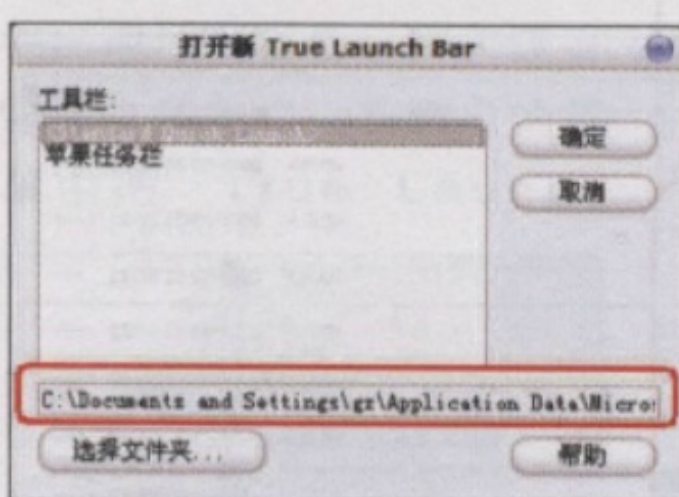 打开新 True Launch Bar
工具栏:
确定
苹果任务栏
取消
C:\Documents and Settings\gz\Application Data\Micro
选择文件夹...
帮助